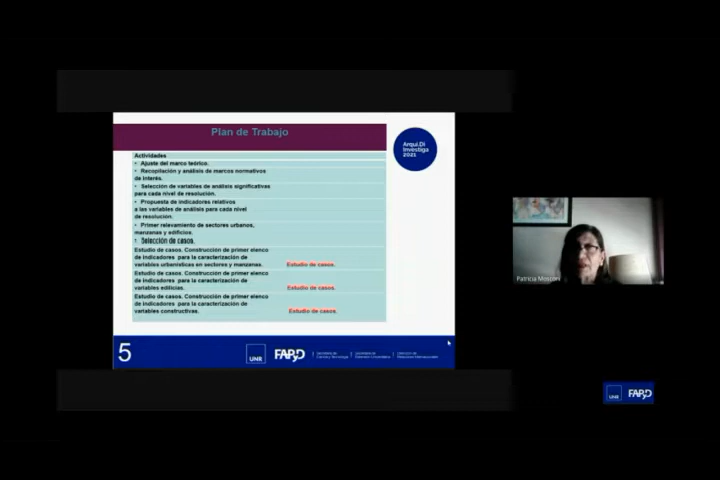 Plan de Trabajo
Arqui.Di
Investiga
2021
Actividades
• Ajuste del marco teórico.
• Recopilación y análisis de marcos normativos
de interés.
• Selección de variables de análisis significativas
para cada nivel de resolución.
• Propuesta de indicadores relativos
a las variables de análisis para cada nivel
de resolución.
• Primer relevamiento de sectores urbanos,
manzanas y edificios.
Selección de casos.
Estudio de casos. Construcción de primer elenco
de indicadores para la caracterización de
variables urbanísticas en sectores y manzanas. Estudio de casos.
Estudio de casos. Construcción de primer elenco
de indicadores para la caracterización de
variables edilicias. Estudio de casos.
Estudio de casos. Construcción de primer elenco
de indicadores para la caracterización de
variables constructivas. Estudio de casos.
Patricia Mosconi
5
UNR FAPyD
UNR FAPyD